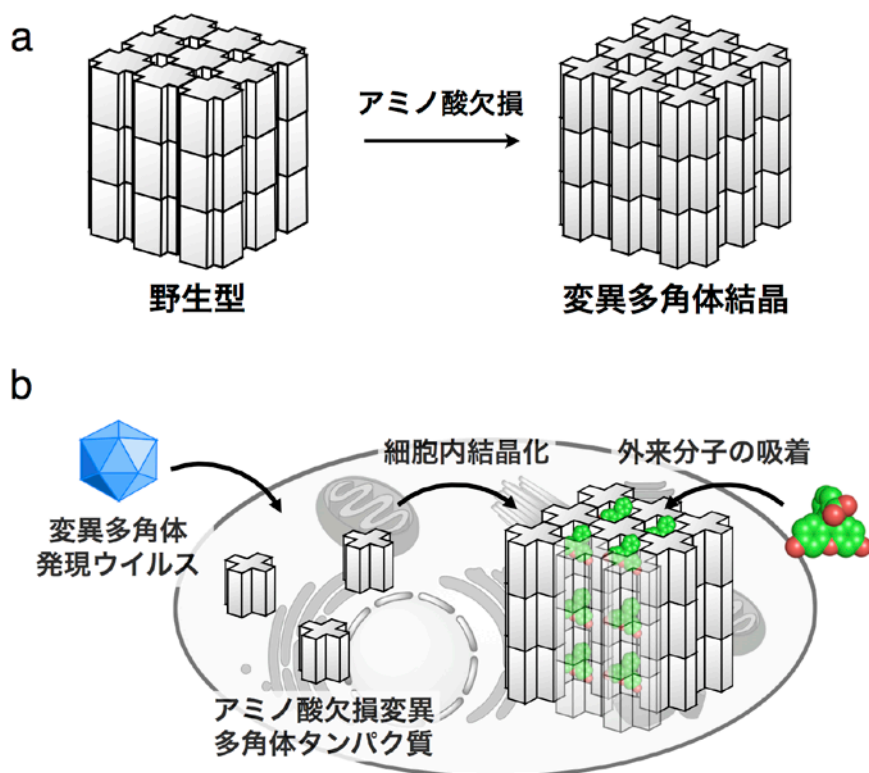 a
アミノ酸欠損
野生型
変異多角体結晶
b
細胞内結晶化
外来分子の吸着
変異多角体
発現ウイルス
アミノ酸欠損変異
多角体タンパク質